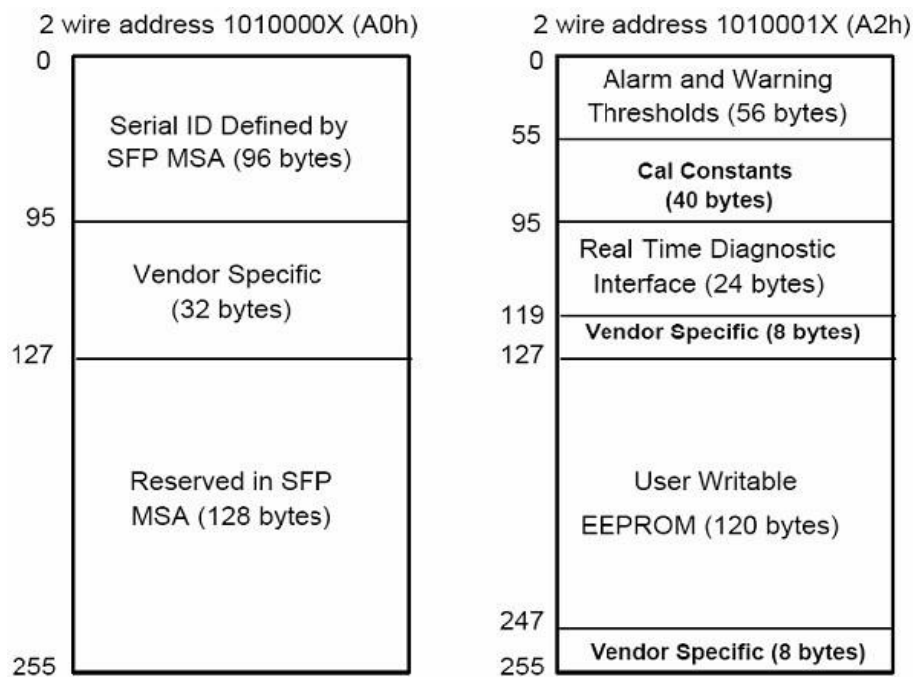 2 wire address 1010000X (A0h)
0
Serial ID Defined by
SFP MSA (96 bytes)
95
Vendor Specific
(32 bytes)
127
Reserved in SFP
MSA (128 bytes)
255
2 wire address 1010001X (A2h)
0
Alarm and Warning
Thresholds (56 bytes)
55
Cal Constants
(40 bytes)
95
Real Time Diagnostic
Interface (24 bytes)
119
Vendor Specific (8 bytes)
127
User Writable
EEPROM (120 bytes)
247
Vendor Specific (8 bytes)
255